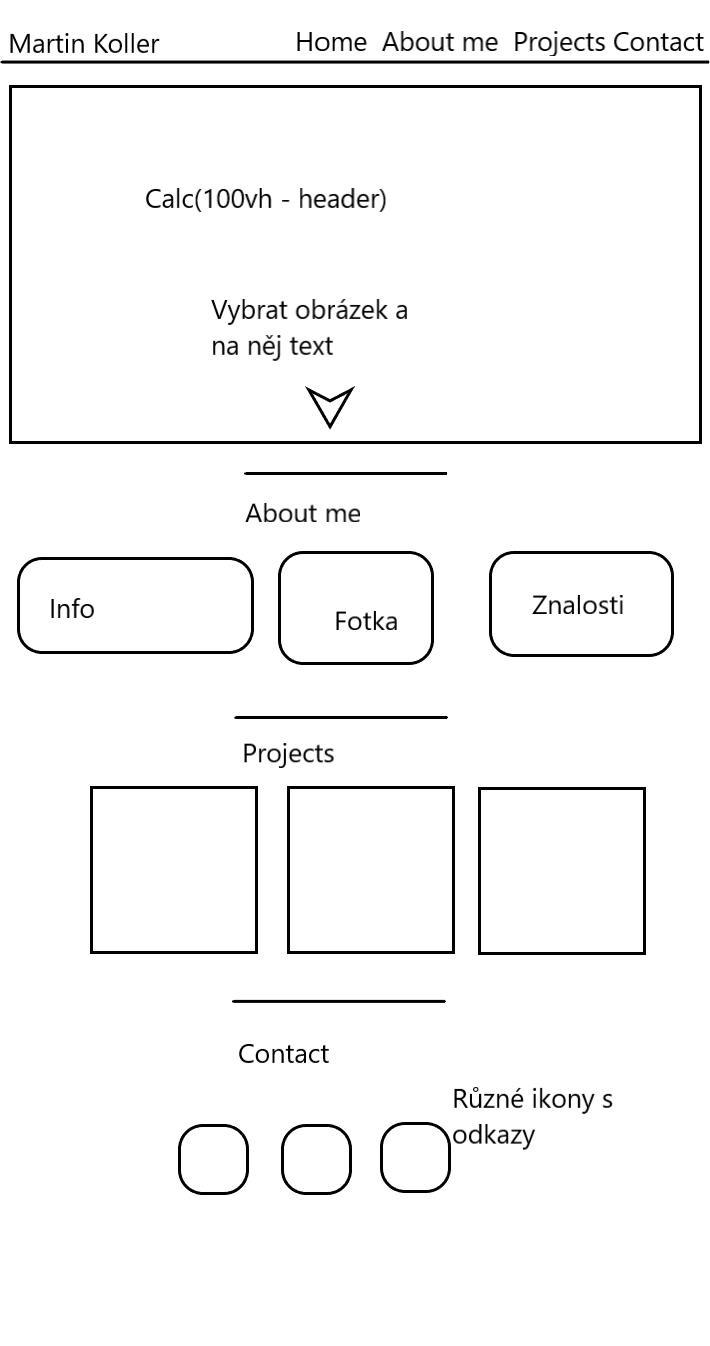 Martin Koller Home About me Projects Contact
Calc(100vh - header)
Vybrat obrázek a
na něj text
About me
Info
Fotka
Znalosti
Projects
Contact
Různé ikony s
odkazy